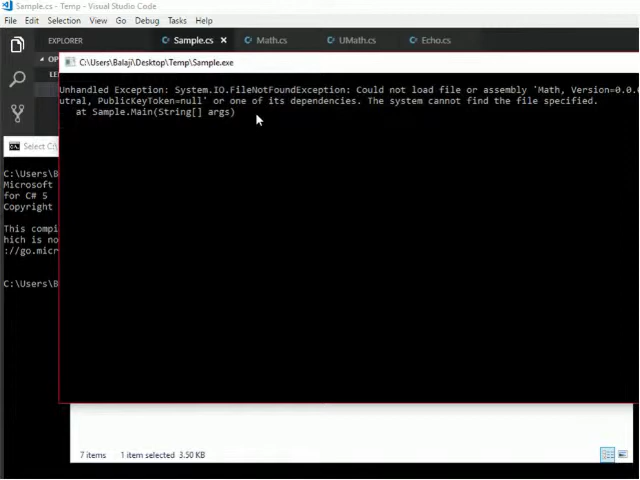 Sample.cs - Temp - Visual Studio Code
File Edit Selection View Go Debug Tasks Help
EXPLORER
Sample.cs
Math.cs
UMath.cs
Echo.cs
OP
C:\Users\Balaji\Desktop\Temp\Sample.exe
Unhandled Exception: System.IO.FileNotFoundException: Could not load file or assembly 'Math, Version=0.0.
utral, PublicKeyToken=null' or one of its dependencies. The system cannot find the file specified.
at Sample.Main(String[] args)
Select C:\
C:\Users\B
Microsoft
for C# 5
Copyright
This compi
hich is no
://go.micr
C:\Users\B
7 items 1 item selected 3.50 KB